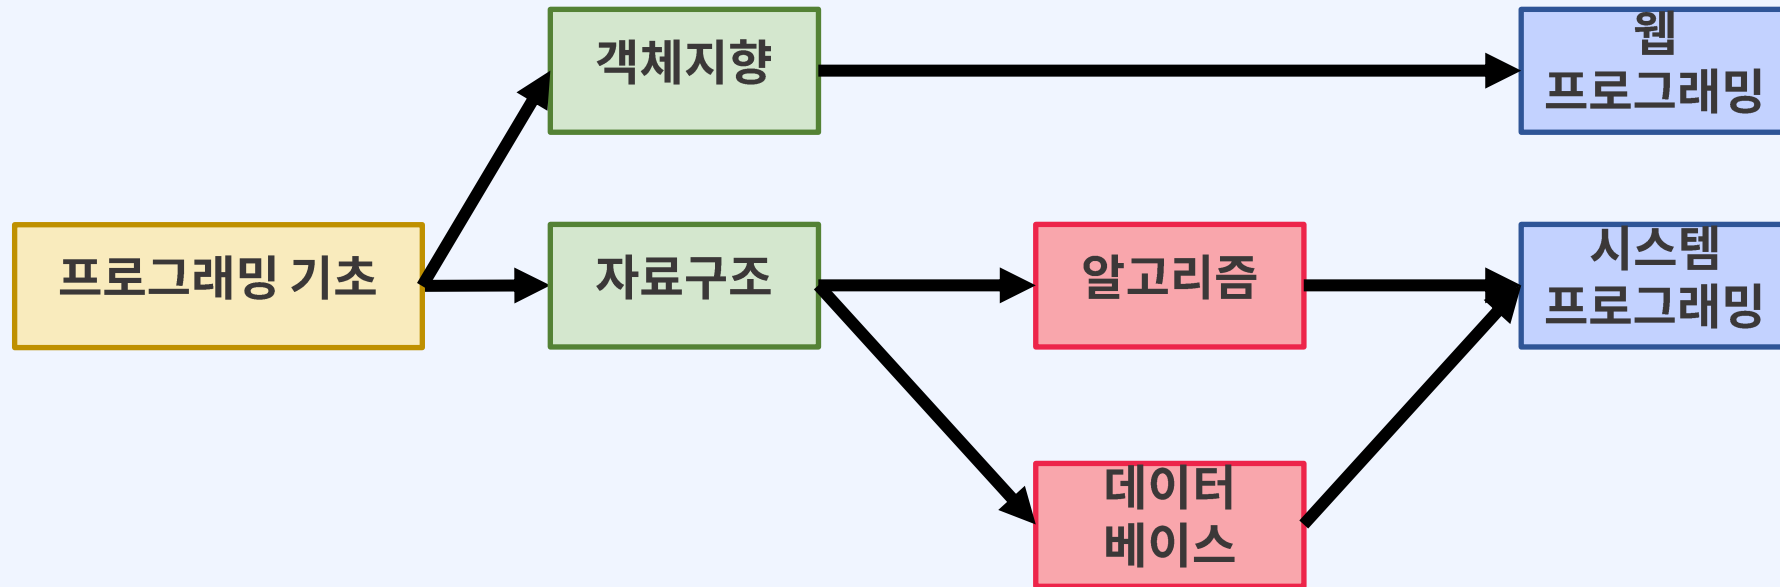 객체지향
웹
프로그래밍
프로그래밍 기초
자료구조
알고리즘
시스템
프로그래밍
데이터
베이스